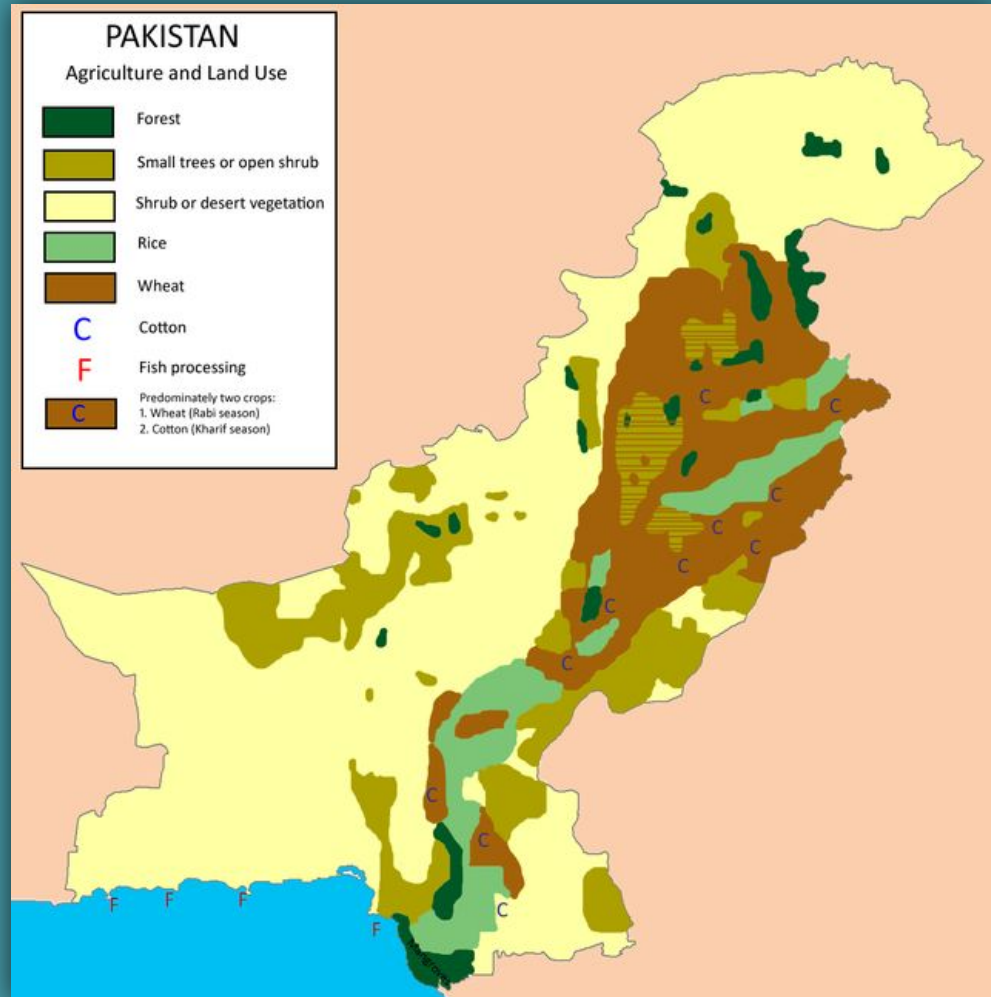 PAKISTAN
Agriculture and Land Use
Forest
Small trees or open shrub
Shrub or desert vegetation
Rice
Wheat
C Cotton
F Fish processing
C
Predominately two crops:
1. Wheat (Rabi season)
2. Cotton (Kharif season)
C
C
C
C
C
C
C
C
C
C
C
F
F
F
F
Mangroves